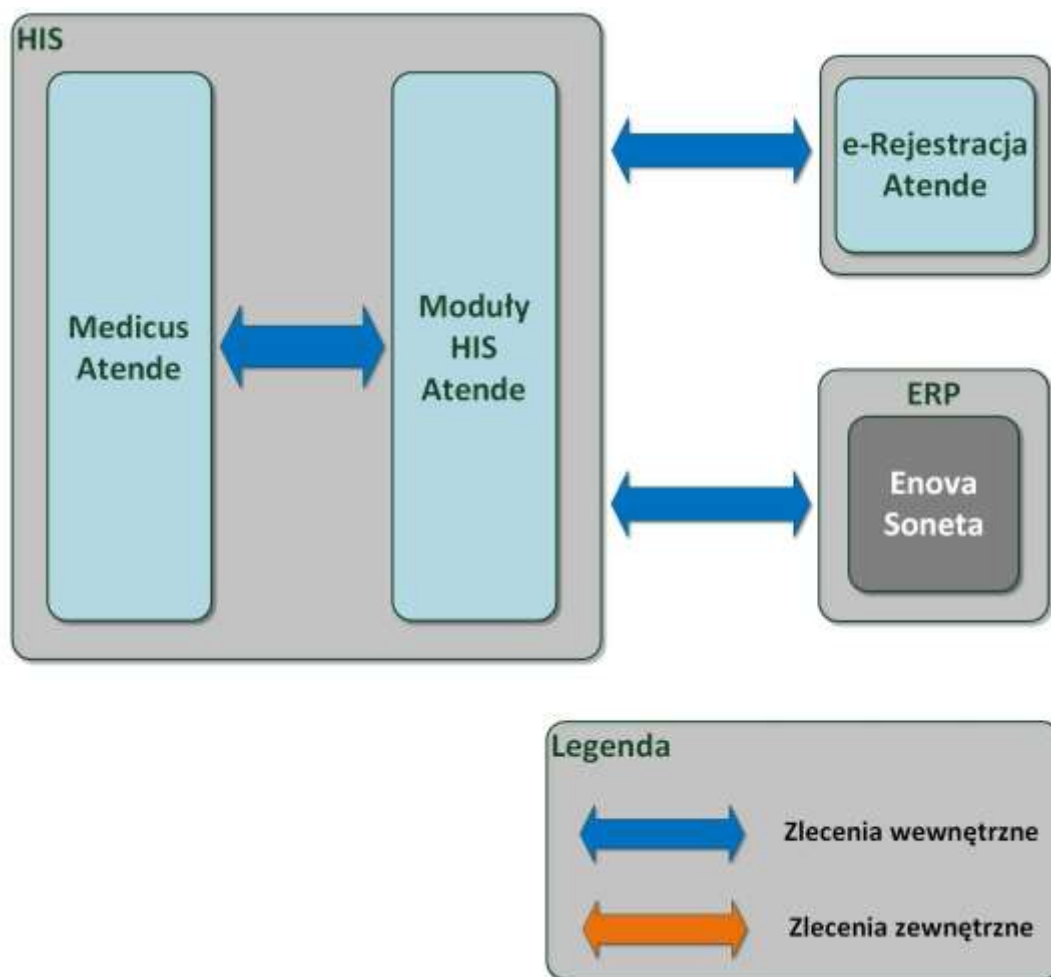 HIS
Medicus
Atende
Moduły
HIS
Atende
e-Rejestracja
Atende
ERP
Enova
Soneta
Legenda
Zlecenia wewnętrzne
Zlecenia zewnętrzne